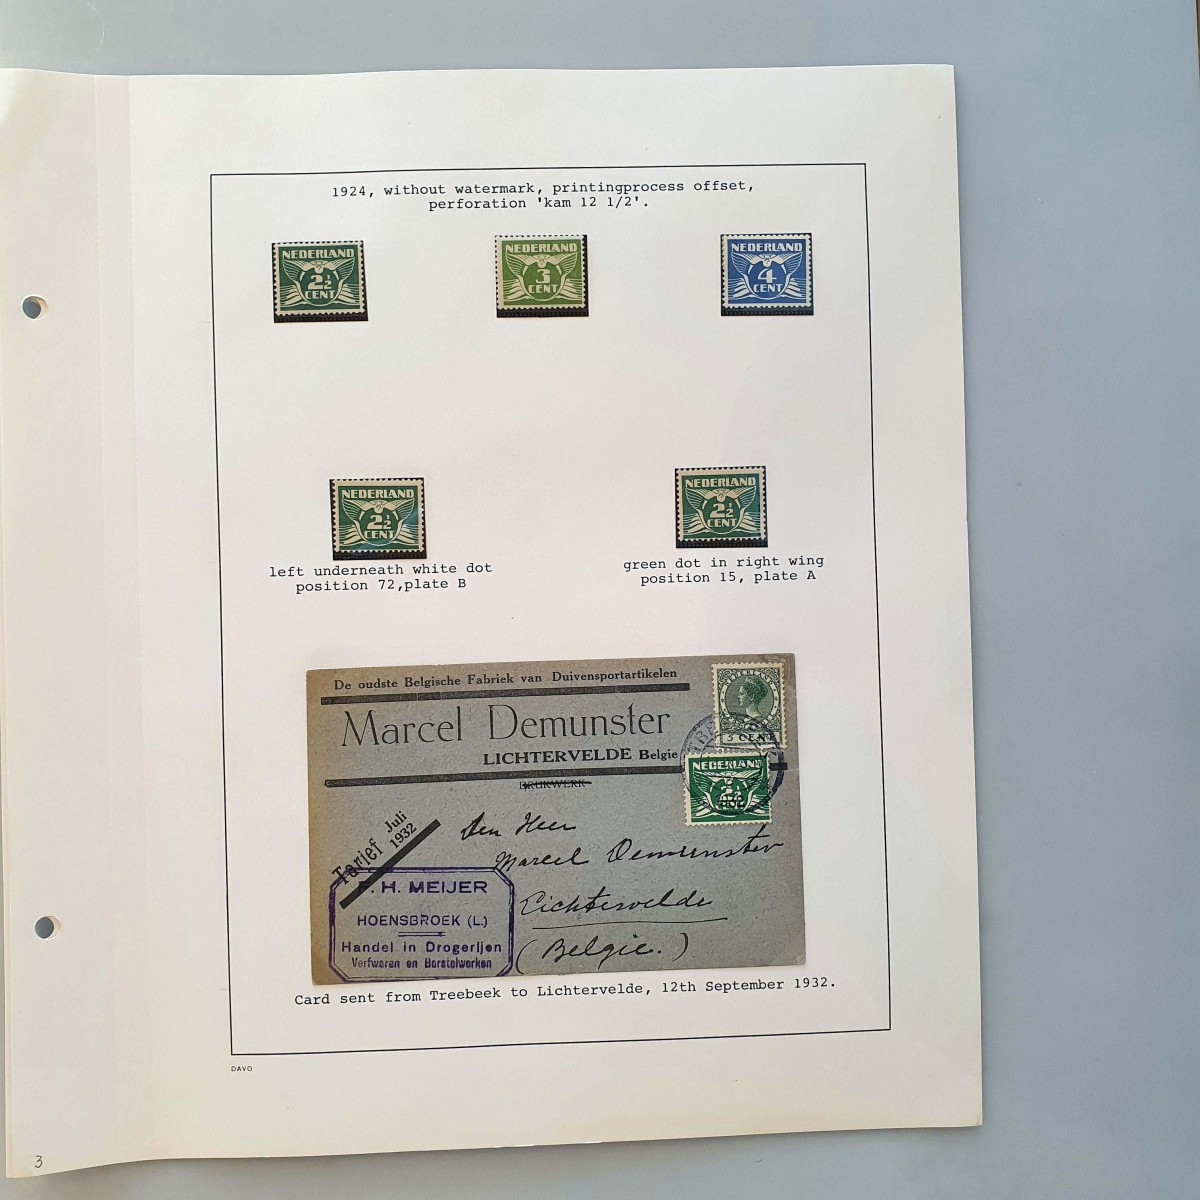 1924, without watermark, printingprocess offset,
perforation 'kam 12 1/2'.
NEDERLAND
2½
CENT
NEDERLAND
3
CENT
NEDERLAND
4
CENT
NEDERLAND
2½
CENT
NEDERLAND
2½
CENT
left underneath white dot
position 72,plate B
green dot in right wing
position 15, plate A
De oudste Belgische Fabriek van Duivensportartikelen
Marcel Demunster
LICHTERVELDE Belgie
DRUKWERK
NEDERLAND
5 CENT
NEDERLAND
2½
Tarief Juli
1932
Den Heer
Marcel Demunster
Lichtervelde
(Belgie.)
H. MEIJER
HOENSBROEK (L.)
Handel in Drogerijen
Verfwaren en Borstelwerken
Card sent from Treebeek to Lichtervelde, 12th September 1932.
DAVO
3